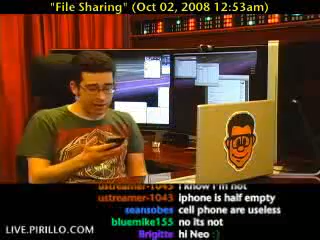 "File Sharing" (Oct 02, 2008 12:53am)
ustreamer-1043 i know i m not
ustreamer-1043 iphone is half empty
seansobes cell phone are useless
bluemike155 no its not
Brigitte hi Neo :)
LIVE.PIRILLO.COM